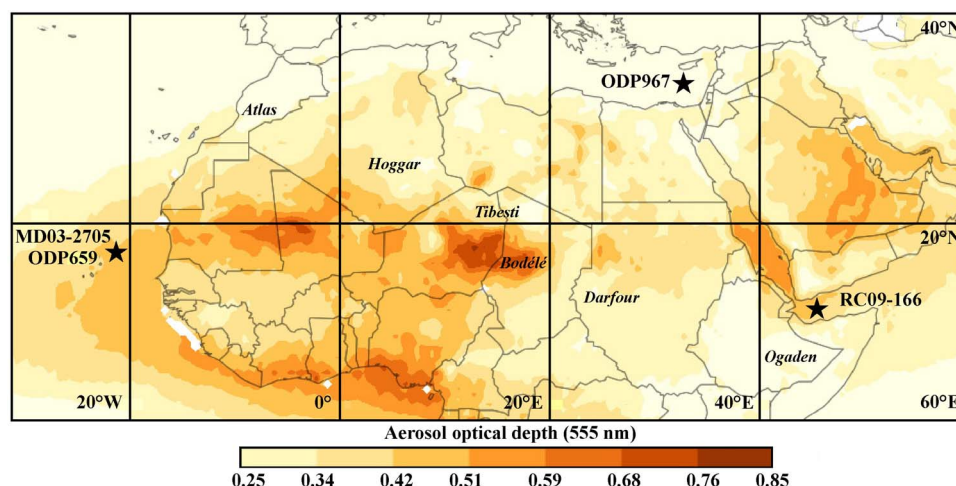 40°N
ODP967
Atlas
Hoggar
Tibesti
20°N
MD03-2705
ODP659
Bodélé
Darfour
RC09-166
Ogaden
20°W
0°
20°E
40°E
60°E
Aerosol optical depth (555 nm)
0.25 0.34 0.42 0.51 0.59 0.68 0.76 0.85